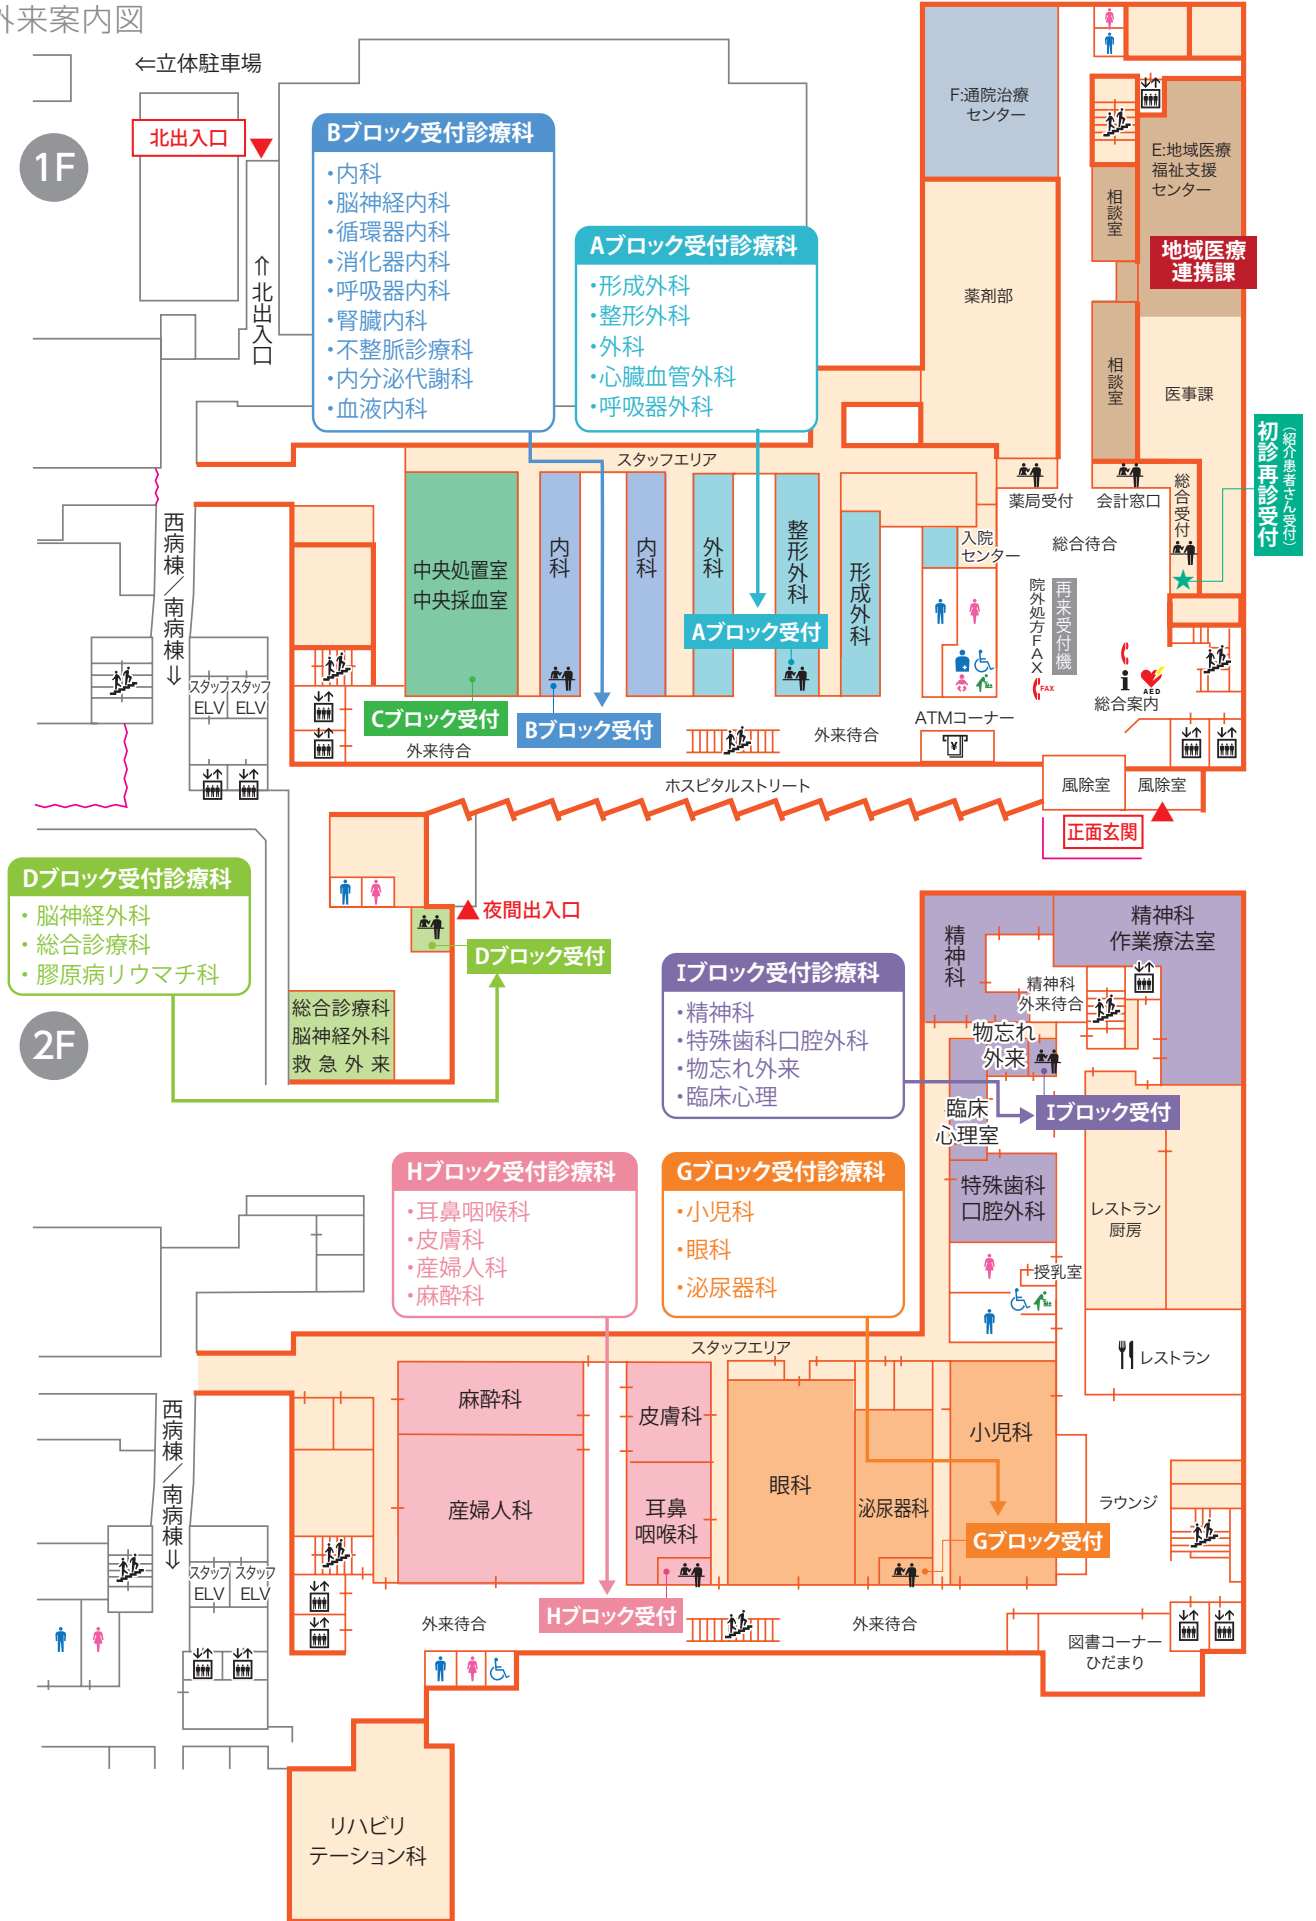 外来案内図
⇐立体駐車場
1F
北出入口
⇐北出入口
Bブロック受付診療科
・内科
・脳神経内科
・循環器内科
・消化器内科
・呼吸器内科
・腎臓内科
・不整脈診療科
・内分泌代謝科
・血液内科
Aブロック受付診療科
・形成外科
・整形外科
・外科
・心臓血管外科
・呼吸器外科
F:通院治療
センター
E:地域医療
福祉支援
センター
相談室
地域医療
連携課
薬剤部
相談室
医事課
初診再診受付
（紹介患者さん受付）
スタッフエリア
薬局受付
会計窓口
総合受付
西病棟／南病棟⇒
中央処置室
中央採血室
内科
内科
外科
整形外科
形成外科
入院
センター
総合待合
院外処方FAX
再来受付機
FAX
i
AED
総合案内
スタッフ
ELV
スタッフ
ELV
Aブロック受付
Cブロック受付
Bブロック受付
外来待合
外来待合
ATMコーナー
¥
ホスピタルストリート
風除室
風除室
正面玄関
Dブロック受付診療科
・脳神経外科
・総合診療科
・膠原病リウマチ科
夜間出入口
Dブロック受付
総合診療科
脳神経外科
救急外来
2F
精神科
精神科
作業療法室
精神科
外来待合
Iブロック受付診療科
・精神科
・特殊歯科口腔外科
・物忘れ外来
・臨床心理
物忘れ
外来
臨床
心理室
Iブロック受付
特殊歯科
口腔外科
レストラン
厨房
授乳室
レストラン
Hブロック受付診療科
・耳鼻咽喉科
・皮膚科
・産婦人科
・麻酔科
Gブロック受付診療科
・小児科
・眼科
・泌尿器科
スタッフエリア
西病棟／南病棟⇒
麻酔科
産婦人科
皮膚科
耳鼻
咽喉科
眼科
泌尿器科
小児科
ラウンジ
Gブロック受付
Hブロック受付
スタッフ
ELV
スタッフ
ELV
外来待合
外来待合
図書コーナー
ひだまり
リハビリ
テーション科